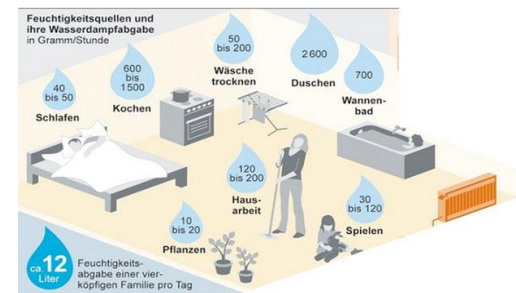 Feuchtigkeitsquellen und
ihre Wasserdampfabgabe
in Gramm/Stunde
40
bis 50
Schlafen
600
bis
1500
Kochen
50
bis 200
Wäsche
trocknen
2600
Duschen
700
Wannen-
bad
120
bis 200
Haus-
arbeit
30
bis 120
Spielen
10
bis 20
Pflanzen
ca. 12
Liter
Feuchtigkeits-
abgabe einer vier-
köpfigen Familie pro Tag